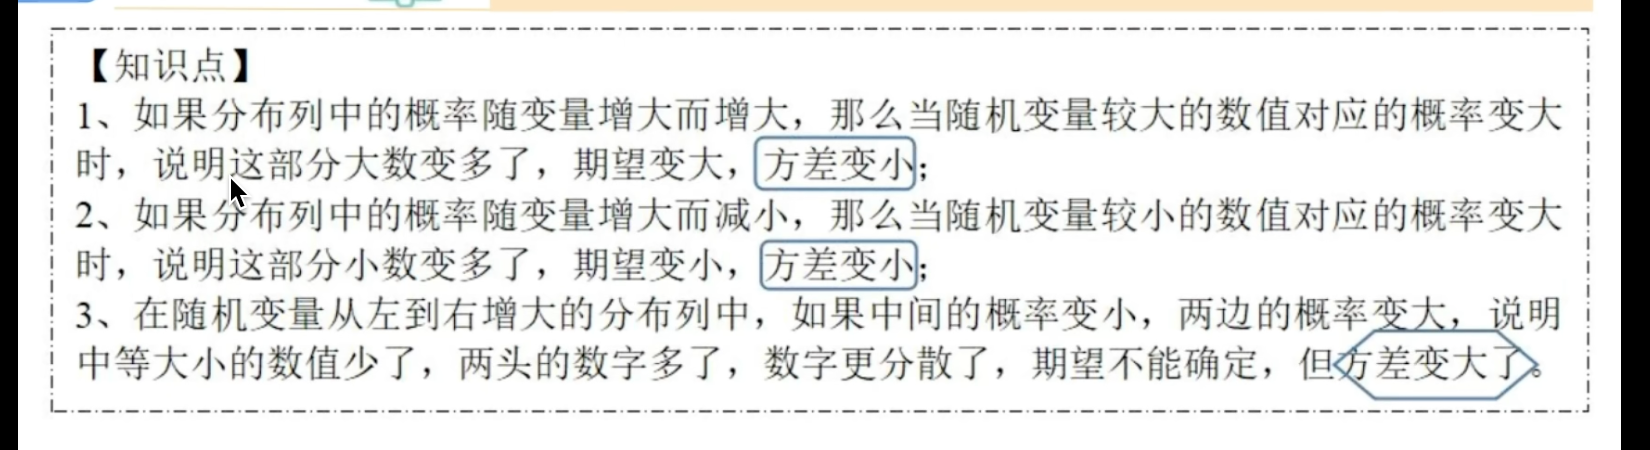 【知识点】
1、如果分布列中的概率随变量增大而增大，那么当随机变量较大的数值对应的概率变大
时，说明这部分大数变多了，期望变大，方差变小；
2、如果分布列中的概率随变量增大而减小，那么当随机变量较小的数值对应的概率变大
时，说明这部分小数变多了，期望变小，方差变小；
3、在随机变量从左到右增大的分布列中，如果中间的概率变小，两边的概率变大，说明
中等大小的数值少了，两头的数字多了，数字更分散了，期望不能确定，但方差变大了。